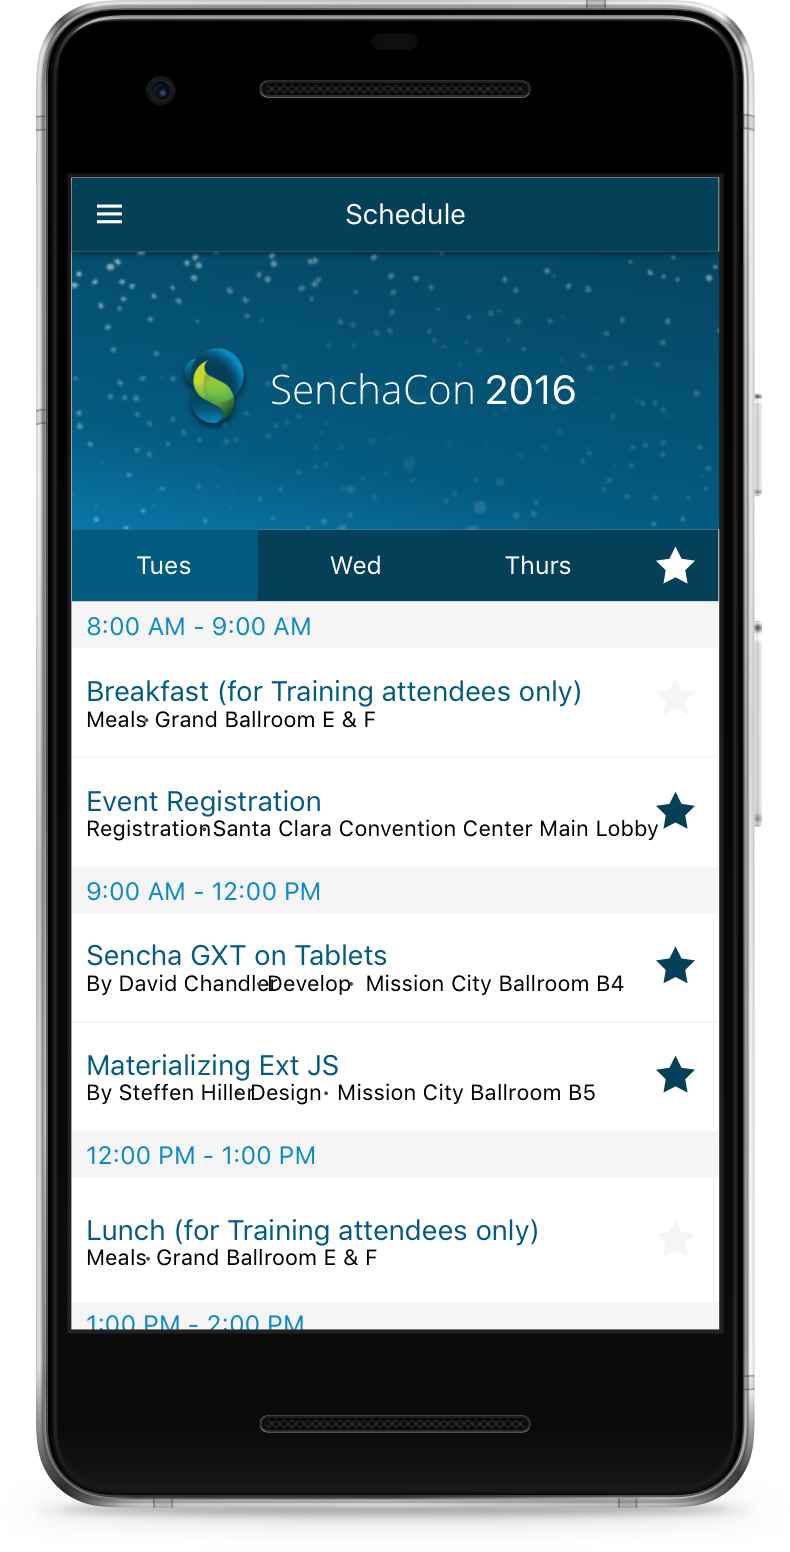 Schedule
SenchaCon 2016
Tues Wed Thurs
8:00 AM - 9:00 AM
Breakfast (for Training attendees only)
Meals· Grand Ballroom E & F
Event Registration
Registration·Santa Clara Convention Center Main Lobby
9:00 AM - 12:00 PM
Sencha GXT on Tablets
By David Chandler·Develop· Mission City Ballroom B4
Materializing Ext JS
By Steffen Hiller·Design· Mission City Ballroom B5
12:00 PM - 1:00 PM
Lunch (for Training attendees only)
Meals· Grand Ballroom E & F
1:00 PM - 2:00 PM